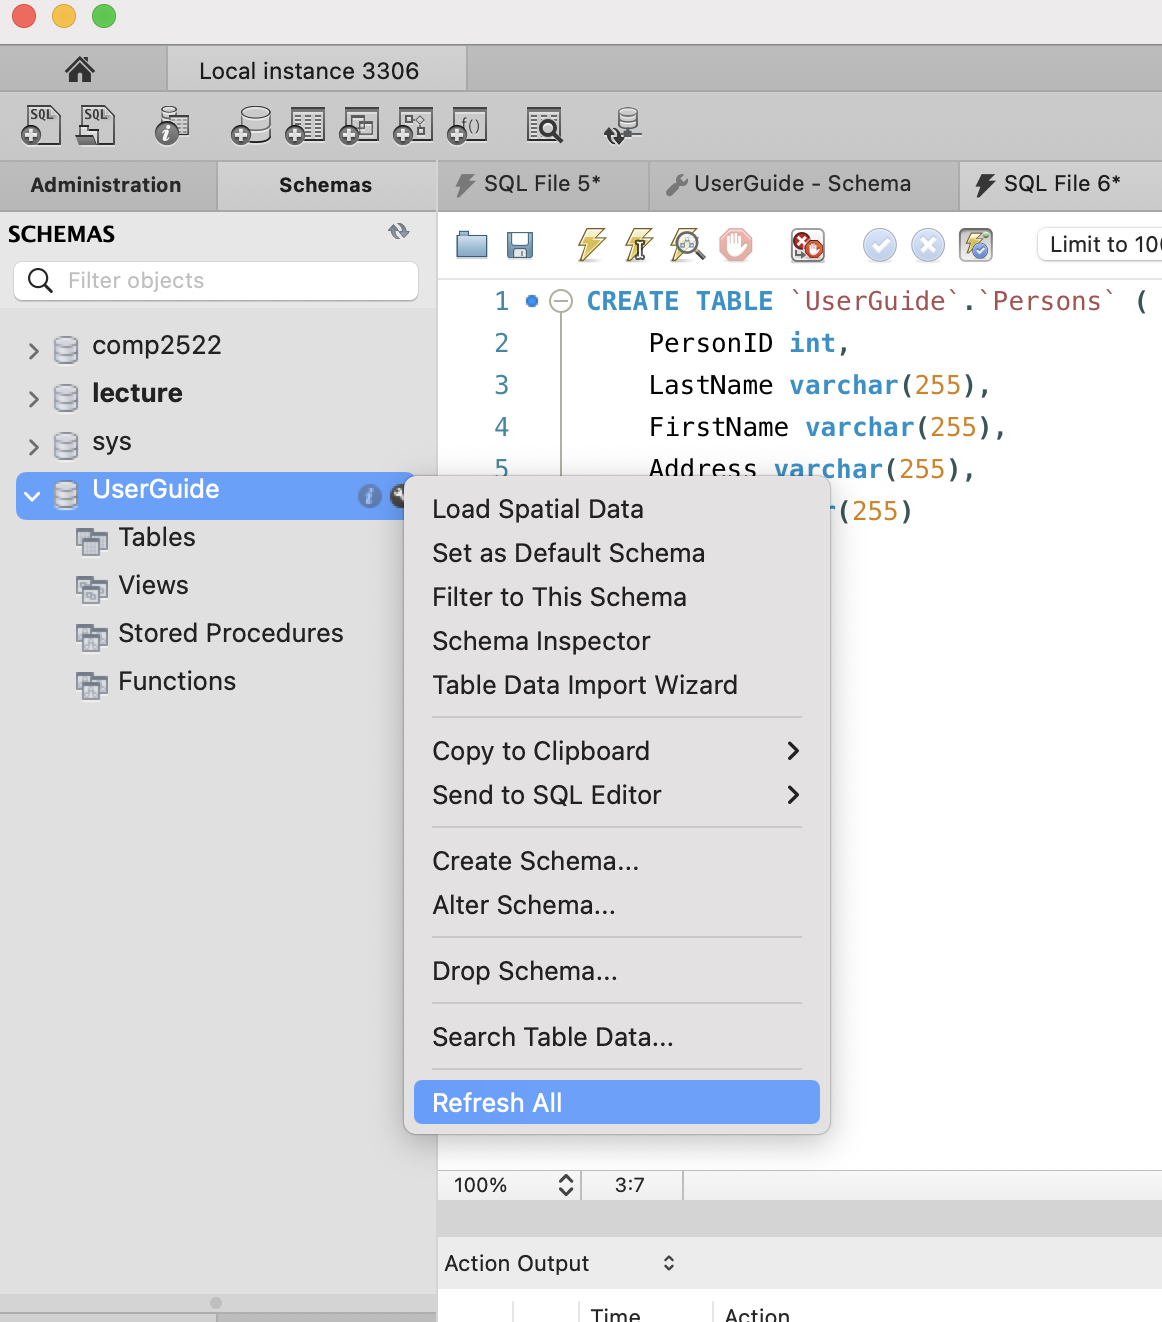 Local instance 3306
SQL SQL
Administration Schemas SQL File 5* UserGuide - Schema SQL File 6*
SCHEMAS
Filter objects
Limit to 100
comp2522
lecture
sys
UserGuide
Tables
Views
Stored Procedures
Functions
1 CREATE TABLE `UserGuide`.`Persons` (
2 PersonID int,
3 LastName varchar(255),
4 FirstName varchar(255),
5 Address varchar(255),
r(255)
Load Spatial Data
Set as Default Schema
Filter to This Schema
Schema Inspector
Table Data Import Wizard
Copy to Clipboard
Send to SQL Editor
Create Schema...
Alter Schema...
Drop Schema...
Search Table Data...
Refresh All
100% 3:7
Action Output
Time Action